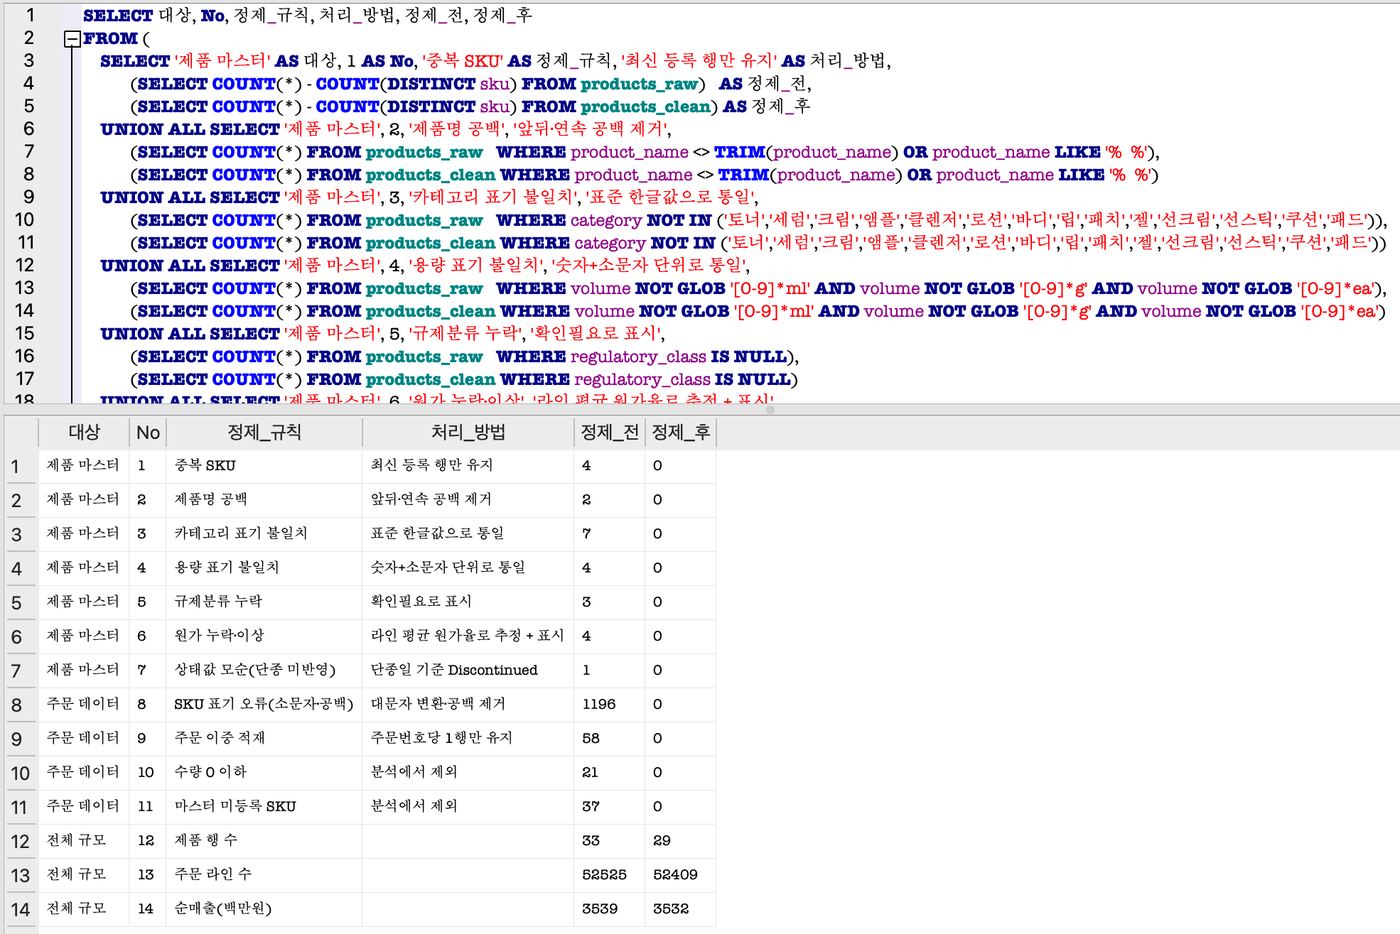 1 SELECT 대상, No, 정제_규칙, 처리_방법, 정제_전, 정제_후
2 FROM (
3 SELECT '제품 마스터' AS 대상, 1 AS No, '중복 SKU' AS 정제_규칙, '최신 등록 행만 유지' AS 처리_방법,
4 (SELECT COUNT(*) - COUNT(DISTINCT sku) FROM products_raw) AS 정제_전,
5 (SELECT COUNT(*) - COUNT(DISTINCT sku) FROM products_clean) AS 정제_후
6 UNION ALL SELECT '제품 마스터', 2, '제품명 공백', '앞뒤·연속 공백 제거',
7 (SELECT COUNT(*) FROM products_raw WHERE product_name <> TRIM(product_name) OR product_name LIKE '%  %'),
8 (SELECT COUNT(*) FROM products_clean WHERE product_name <> TRIM(product_name) OR product_name LIKE '%  %')
9 UNION ALL SELECT '제품 마스터', 3, '카테고리 표기 불일치', '표준 한글값으로 통일',
10 (SELECT COUNT(*) FROM products_raw WHERE category NOT IN ('토너','세럼','크림','앰플','클렌저','로션','바디','립','패치','젤','선크림','선스틱','쿠션','패드')),
11 (SELECT COUNT(*) FROM products_clean WHERE category NOT IN ('토너','세럼','크림','앰플','클렌저','로션','바디','립','패치','젤','선크림','선스틱','쿠션','패드'))
12 UNION ALL SELECT '제품 마스터', 4, '용량 표기 불일치', '숫자+소문자 단위로 통일',
13 (SELECT COUNT(*) FROM products_raw WHERE volume NOT GLOB '[0-9]*ml' AND volume NOT GLOB '[0-9]*g' AND volume NOT GLOB '[0-9]*ea'),
14 (SELECT COUNT(*) FROM products_clean WHERE volume NOT GLOB '[0-9]*ml' AND volume NOT GLOB '[0-9]*g' AND volume NOT GLOB '[0-9]*ea')
15 UNION ALL SELECT '제품 마스터', 5, '규제분류 누락', '확인필요로 표시',
16 (SELECT COUNT(*) FROM products_raw WHERE regulatory_class IS NULL),
17 (SELECT COUNT(*) FROM products_clean WHERE regulatory_class IS NULL)
18 UNION ALL SELECT '제품 마스터', 6, '원가 누락·이상', '라인 평균 원가율로 추정 + 표시',
대상 No 정제_규칙 처리_방법 정제_전 정제_후
1 제품 마스터 1 중복 SKU 최신 등록 행만 유지 4 0
2 제품 마스터 2 제품명 공백 앞뒤·연속 공백 제거 2 0
3 제품 마스터 3 카테고리 표기 불일치 표준 한글값으로 통일 7 0
4 제품 마스터 4 용량 표기 불일치 숫자+소문자 단위로 통일 4 0
5 제품 마스터 5 규제분류 누락 확인필요로 표시 3 0
6 제품 마스터 6 원가 누락·이상 라인 평균 원가율로 추정 + 표시 4 0
7 제품 마스터 7 상태값 모순(단종 미반영) 단종일 기준 Discontinued 1 0
8 주문 데이터 8 SKU 표기 오류(소문자·공백) 대문자 변환·공백 제거 1196 0
9 주문 데이터 9 주문 이중 적재 주문번호당 1행만 유지 58 0
10 주문 데이터 10 수량 0 이하 분석에서 제외 21 0
11 주문 데이터 11 마스터 미등록 SKU 분석에서 제외 37 0
12 전체 규모 12 제품 행 수 33 29
13 전체 규모 13 주문 라인 수 52525 52409
14 전체 규모 14 순매출(백만원) 3539 3532